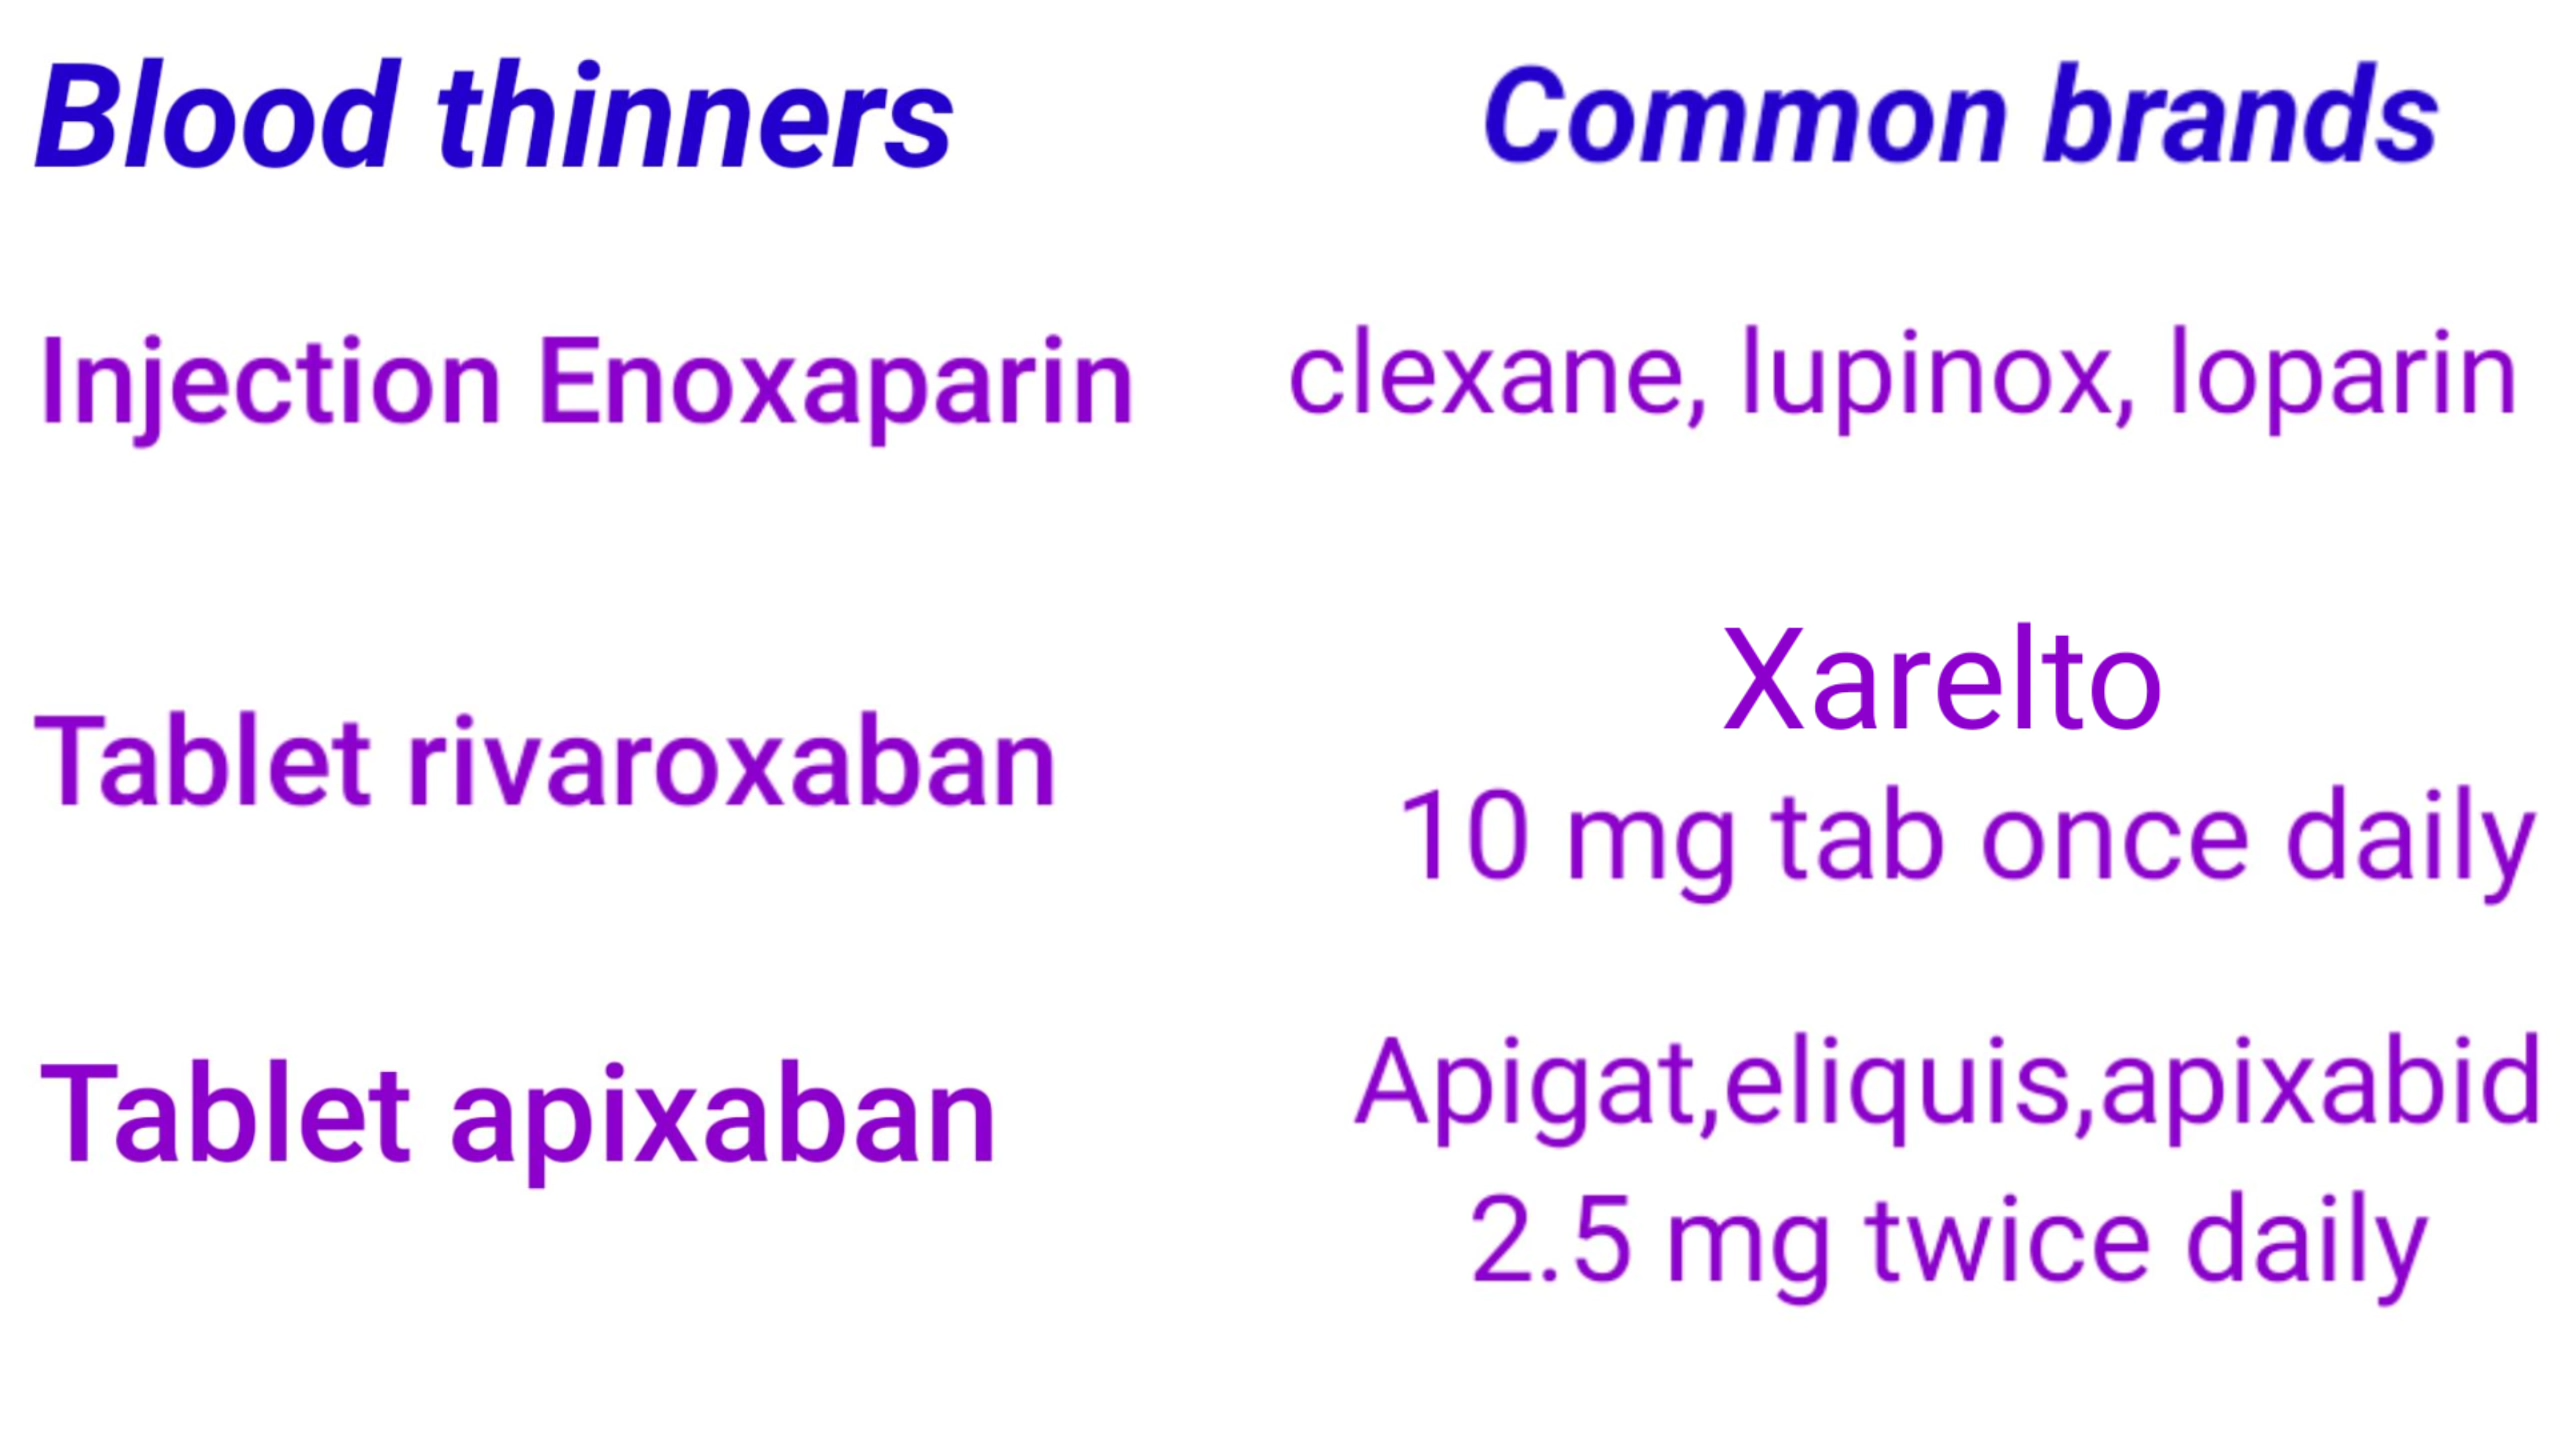 Blood thinners
Common brands
Injection Enoxaparin
clexane, lupinox, loparin
Tablet rivaroxaban
Xarelto
10 mg tab once daily
Tablet apixaban
Apigat,eliquis,apixabid
2.5 mg twice daily